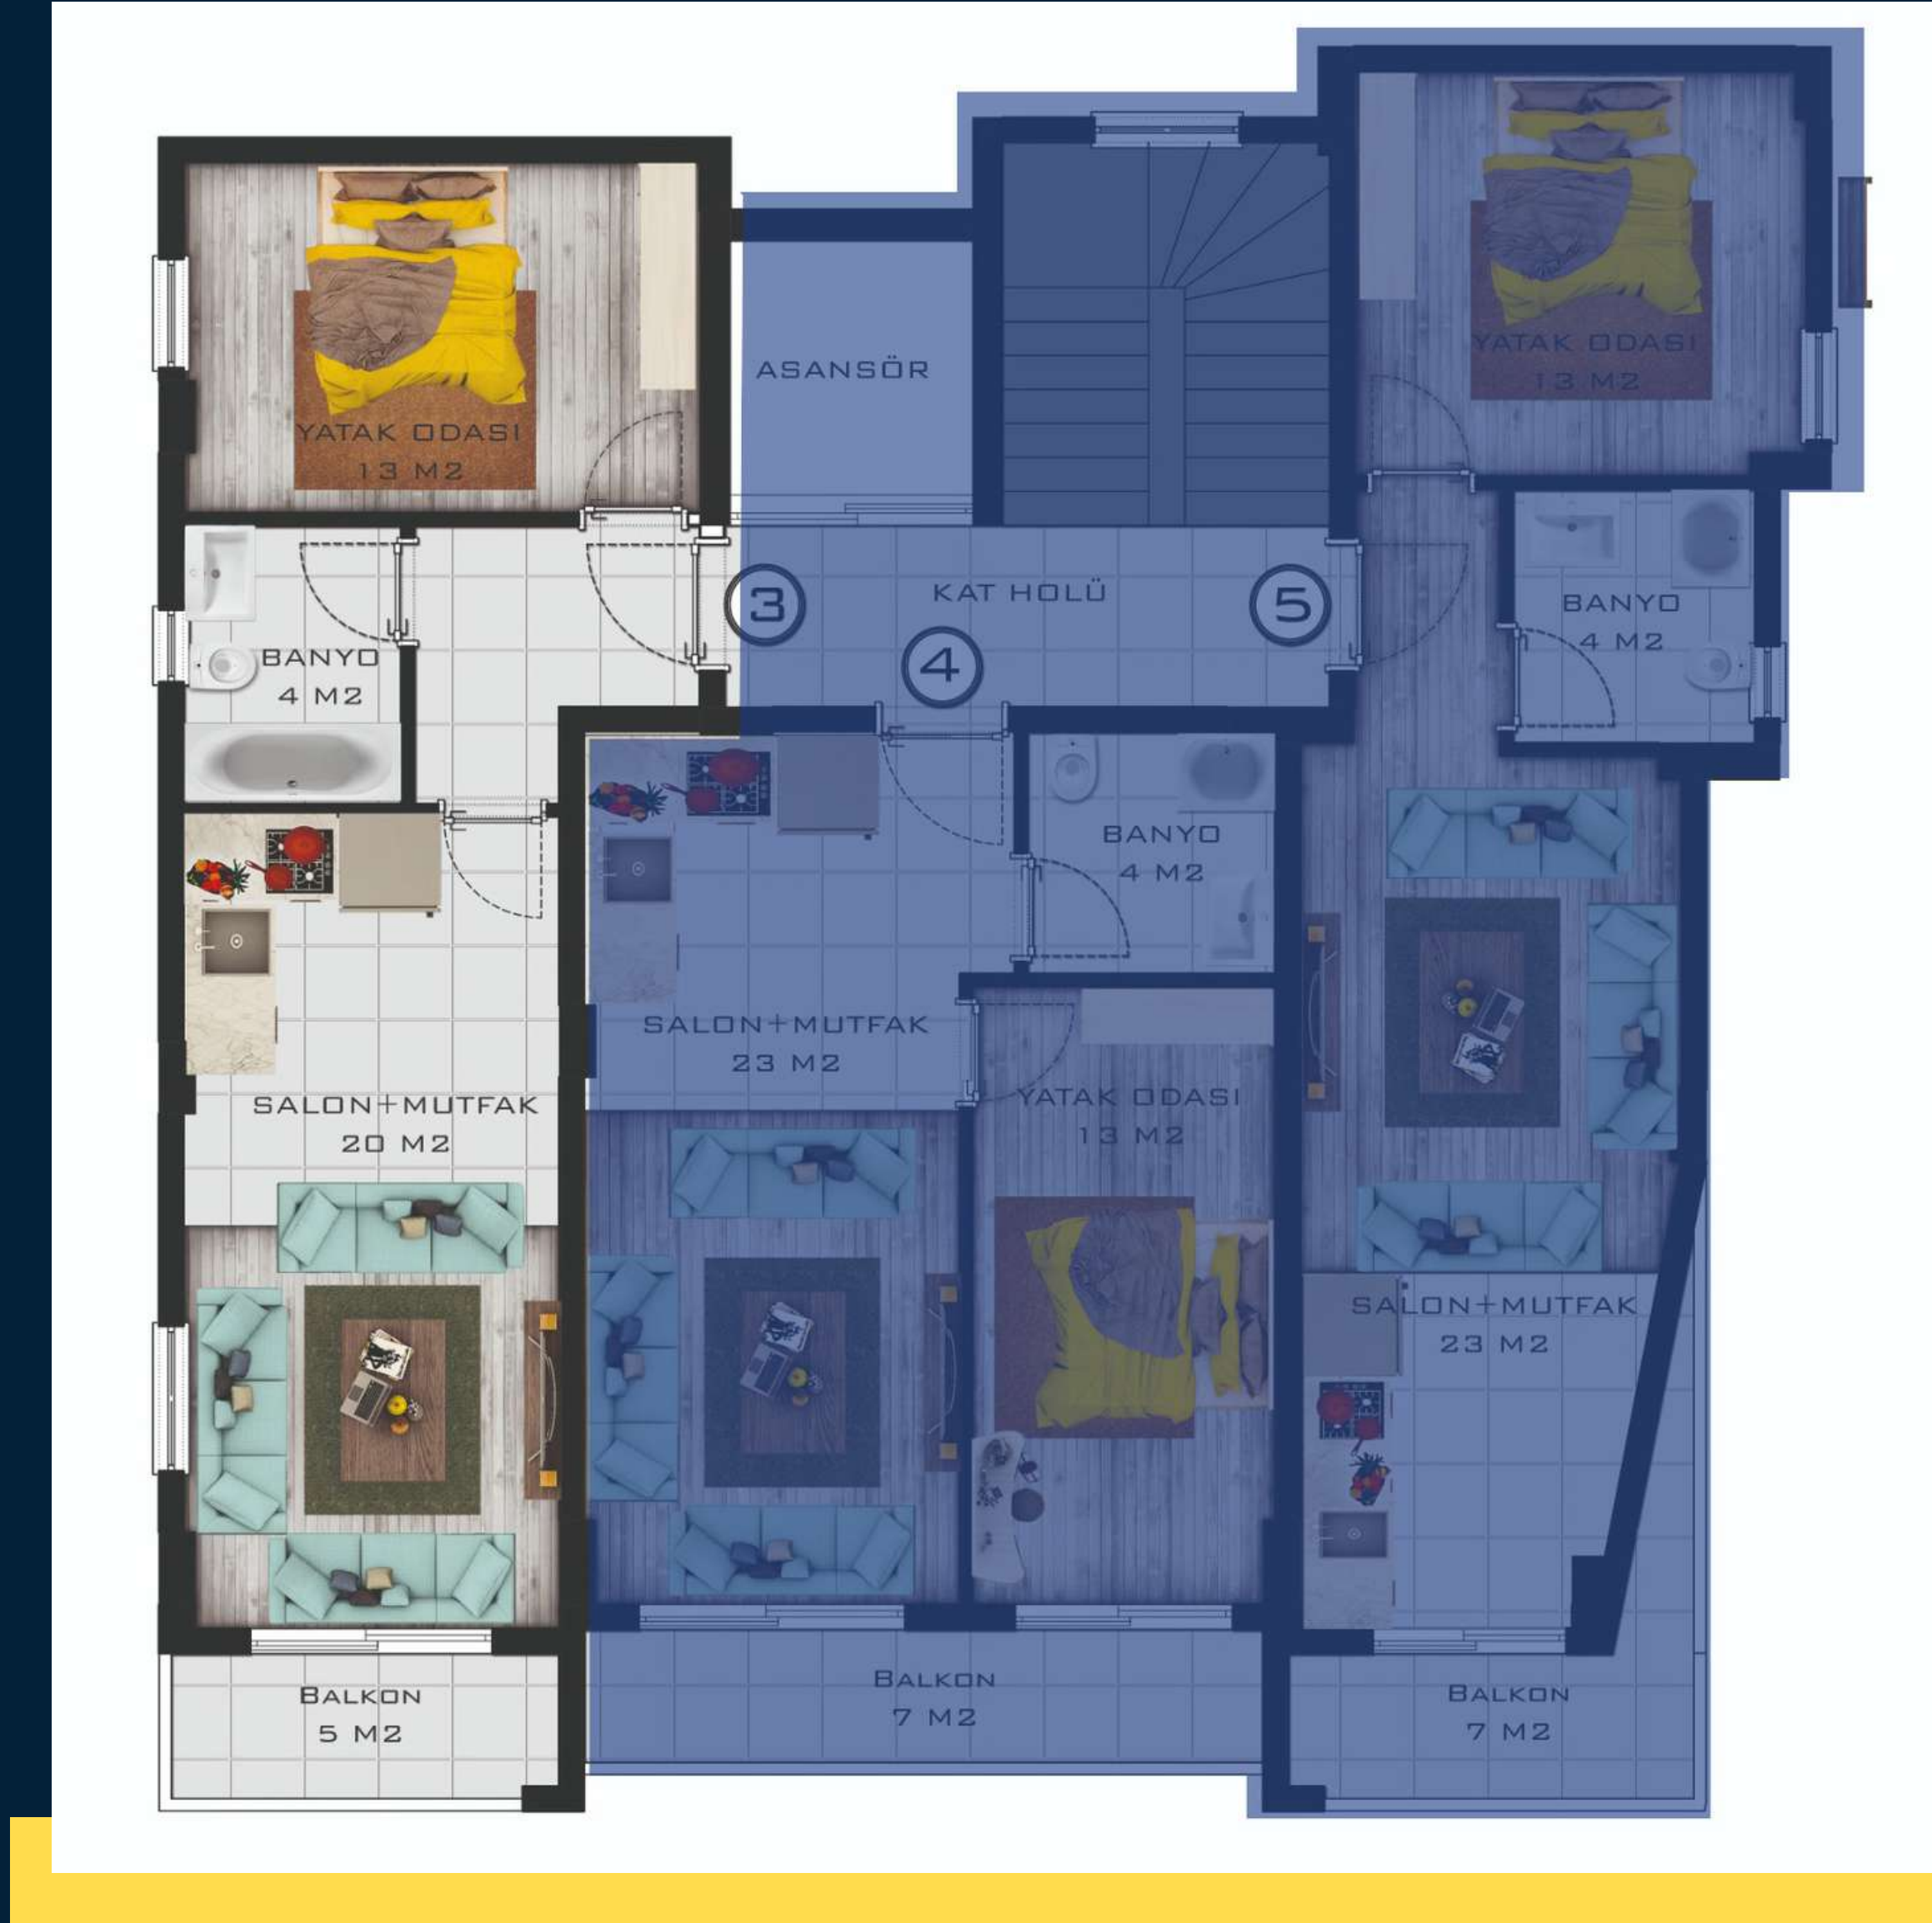 YATAK ODASI
13 M2
ASANSÖR
YATAK ODASI
13 M2
3
KAT HOLÜ
5
4
BANYO
4 M2
BANYO
4 M2
BANYO
4 M2
SALON+MUTFAK
23 M2
YATAK ODASI
13 M2
SALON+MUTFAK
20 M2
SALON+MUTFAK
23 M2
BALKON
5 M2
BALKON
7 M2
BALKON
7 M2